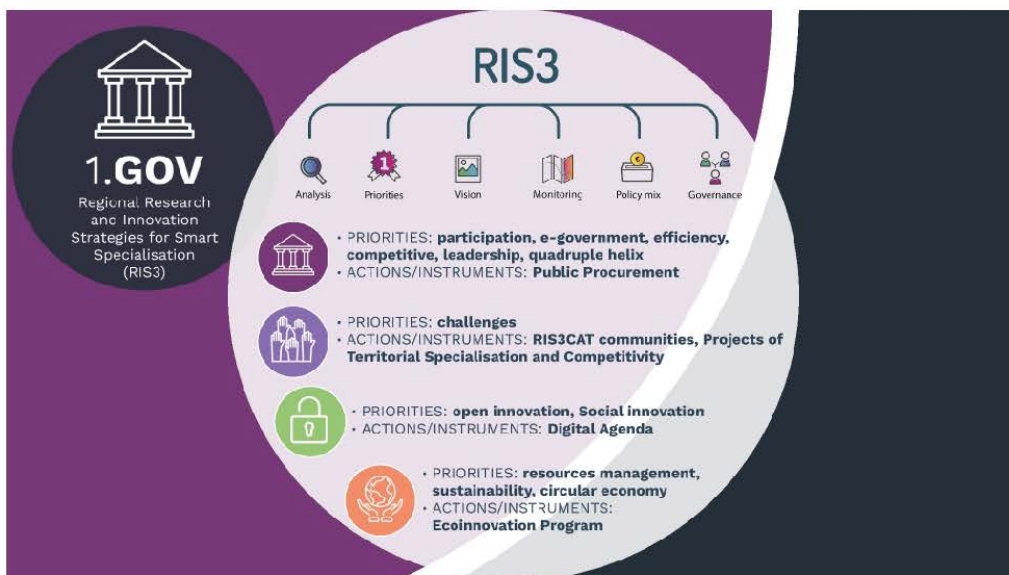 1.GOV
Regional Research
and Innovation
Strategies for Smart
Specialisation
(RIS3)
RIS3
Analysis
1
Priorities
Vision
Monitoring
€
Policy mix
Governance
• PRIORITIES: participation, e-government, efficiency,
competitive, leadership, quadruple helix
• ACTIONS/INSTRUMENTS: Public Procurement
• PRIORITIES: challenges
• ACTIONS/INSTRUMENTS: RIS3CAT communities, Projects of
Territorial Specialisation and Competitivity
• PRIORITIES: open innovation, Social innovation
• ACTIONS/INSTRUMENTS: Digital Agenda
• PRIORITIES: resources management,
sustainability, circular economy
• ACTIONS/INSTRUMENTS:
Ecoinnovation Program